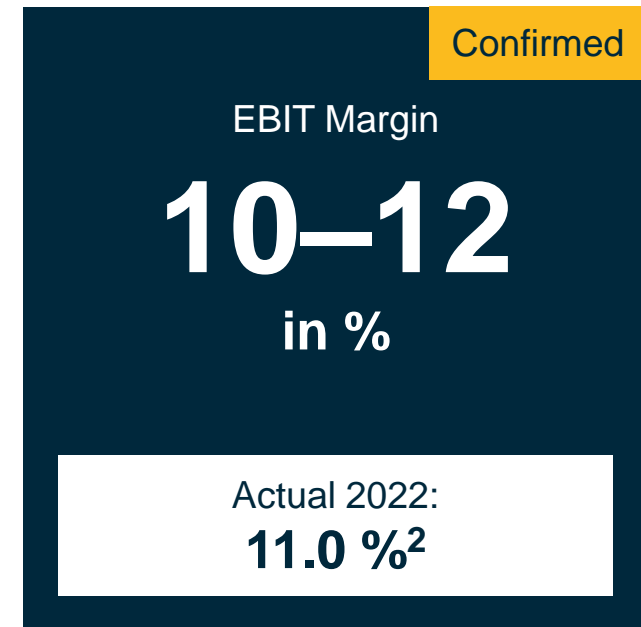 Confirmed
EBIT Margin
10–12
in %
Actual 2022:
11.0 %²